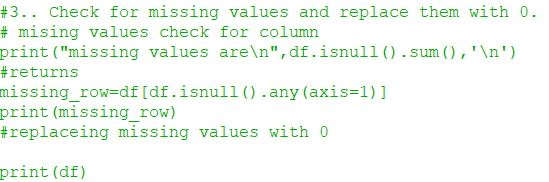 #3.. Check for missing values and replace them with 0.
# mising values check for column
print("missing values are\n",df.isnull().sum(),'\n')
#returns
missing_row=df[df.isnull().any(axis=1)]
print(missing_row)
#replaceing missing values with 0
print(df)